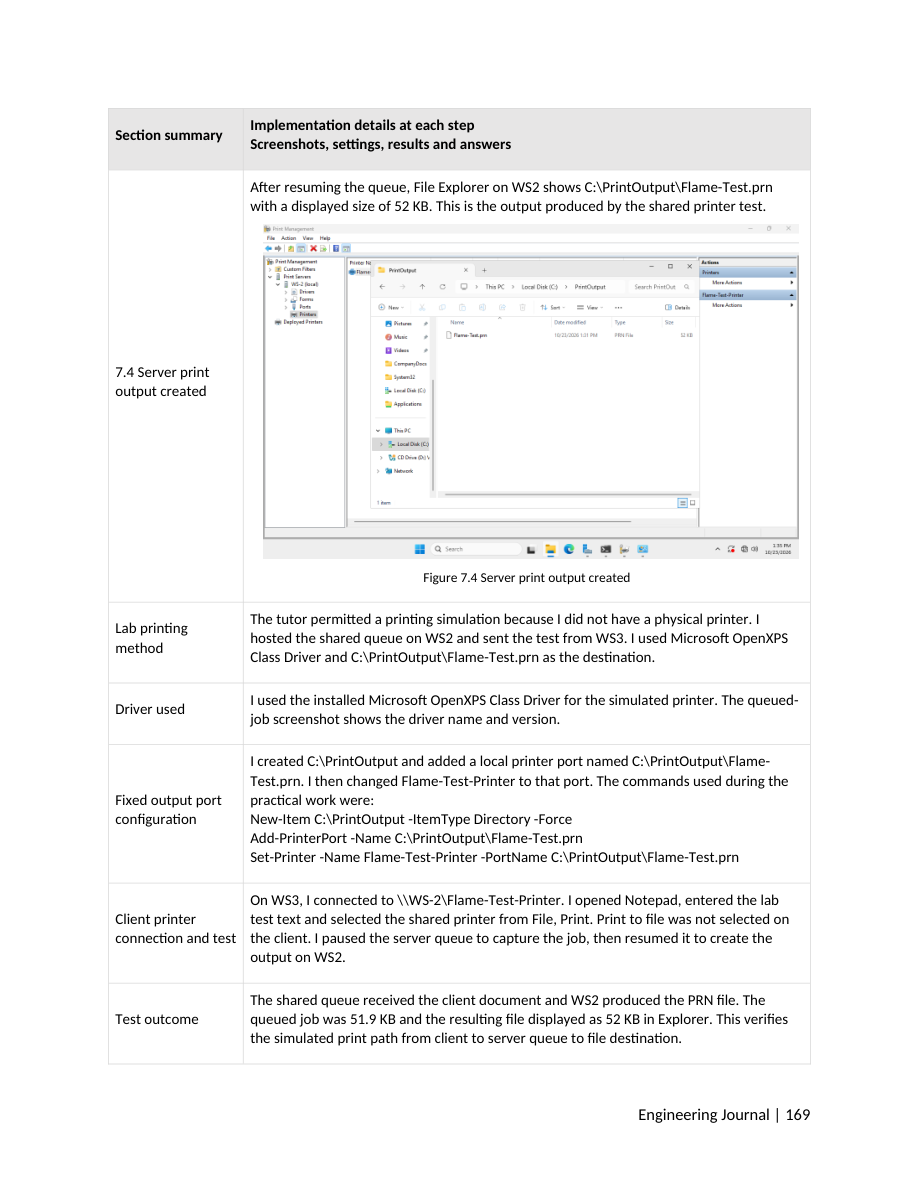 Section summary
Implementation details at each step
Screenshots, settings, results and answers
7.4 Server print
output created
After resuming the queue, File Explorer on WS2 shows C:\PrintOutput\Flame-Test.prn
with a displayed size of 52 KB. This is the output produced by the shared printer test.
Print Management
File Action View Help
Print Management
Custom Filters
Print Servers
WS-2 (local)
Drivers
Forms
Ports
Printers
Deployed Printers
Printer Na
Flame
PrintOutput
This PC > Local Disk (C:) > PrintOutput
Search PrintOut
New
Sort
View
Details
Pictures
Music
Videos
CompanyDocs
System32
Local Disk (C:)
Applications
This PC
Local Disk (C:)
CD Drive (D:) V
Network
Name Date modified Type Size
Flame-Test.prn 10/23/2026 1:31 PM PRN File 52 KB
1 item
Actions
Printers
More Actions
Flame-Test-Printer
More Actions
Search
1:35 PM
10/23/2026
Figure 7.4 Server print output created
Lab printing
method
The tutor permitted a printing simulation because I did not have a physical printer. I
hosted the shared queue on WS2 and sent the test from WS3. I used Microsoft OpenXPS
Class Driver and C:\PrintOutput\Flame-Test.prn as the destination.
Driver used
I used the installed Microsoft OpenXPS Class Driver for the simulated printer. The queued-
job screenshot shows the driver name and version.
Fixed output port
configuration
I created C:\PrintOutput and added a local printer port named C:\PrintOutput\Flame-
Test.prn. I then changed Flame-Test-Printer to that port. The commands used during the
practical work were:
New-Item C:\PrintOutput -ItemType Directory -Force
Add-PrinterPort -Name C:\PrintOutput\Flame-Test.prn
Set-Printer -Name Flame-Test-Printer -PortName C:\PrintOutput\Flame-Test.prn
Client printer
connection and test
On WS3, I connected to \\WS-2\Flame-Test-Printer. I opened Notepad, entered the lab
test text and selected the shared printer from File, Print. Print to file was not selected on
the client. I paused the server queue to capture the job, then resumed it to create the
output on WS2.
Test outcome
The shared queue received the client document and WS2 produced the PRN file. The
queued job was 51.9 KB and the resulting file displayed as 52 KB in Explorer. This verifies
the simulated print path from client to server queue to file destination.
Engineering Journal | 169